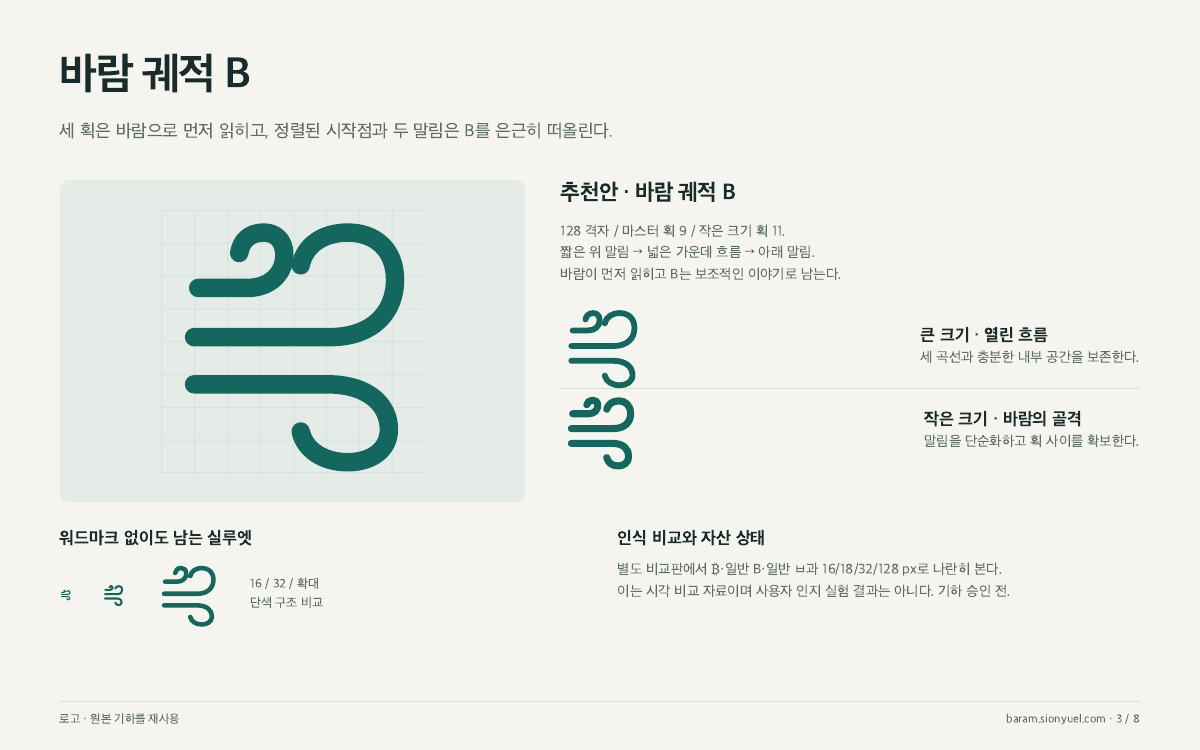 바람 궤적 B
세 획은 바람으로 먼저 읽히고, 정렬된 시작점과 두 말림은 B를 은근히 떠올린다.
추천안 · 바람 궤적 B
128 격자 / 마스터 획 9 / 작은 크기 획 11.
짧은 위 말림 → 넓은 가운데 흐름 → 아래 말림.
바람이 먼저 읽히고 B는 보조적인 이야기로 남는다.
큰 크기 · 열린 흐름
세 곡선과 충분한 내부 공간을 보존한다.
작은 크기 · 바람의 골격
말림을 단순화하고 획 사이를 확보한다.
워드마크 없이도 남는 실루엣
16 / 32 / 확대
단색 구조 비교
인식 비교와 자산 상태
별도 비교판에서 ₿·일반 B·일반 ㅂ과 16/18/32/128 px로 나란히 본다.
이는 시각 비교 자료이며 사용자 인지 실험 결과는 아니다. 기하 승인 전.
로고 · 원본 기하를 재사용
baram.sionyuel.com · 3 / 8